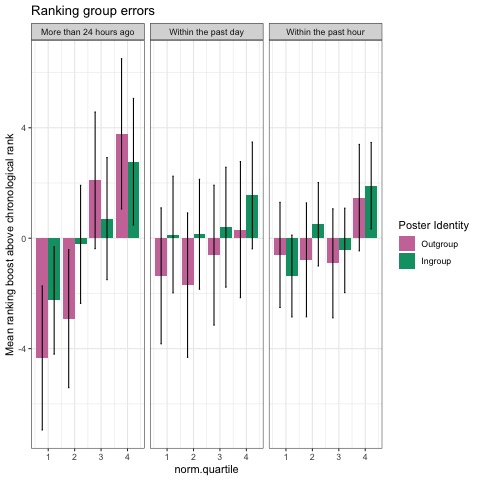 Ranking group errors
More than 24 hours ago
Within the past day
Within the past hour
Mean ranking boost above chronological rank
4
0
-4
1 2 3 4
1 2 3 4
1 2 3 4
norm.quartile
Poster Identity
Outgroup
Ingroup